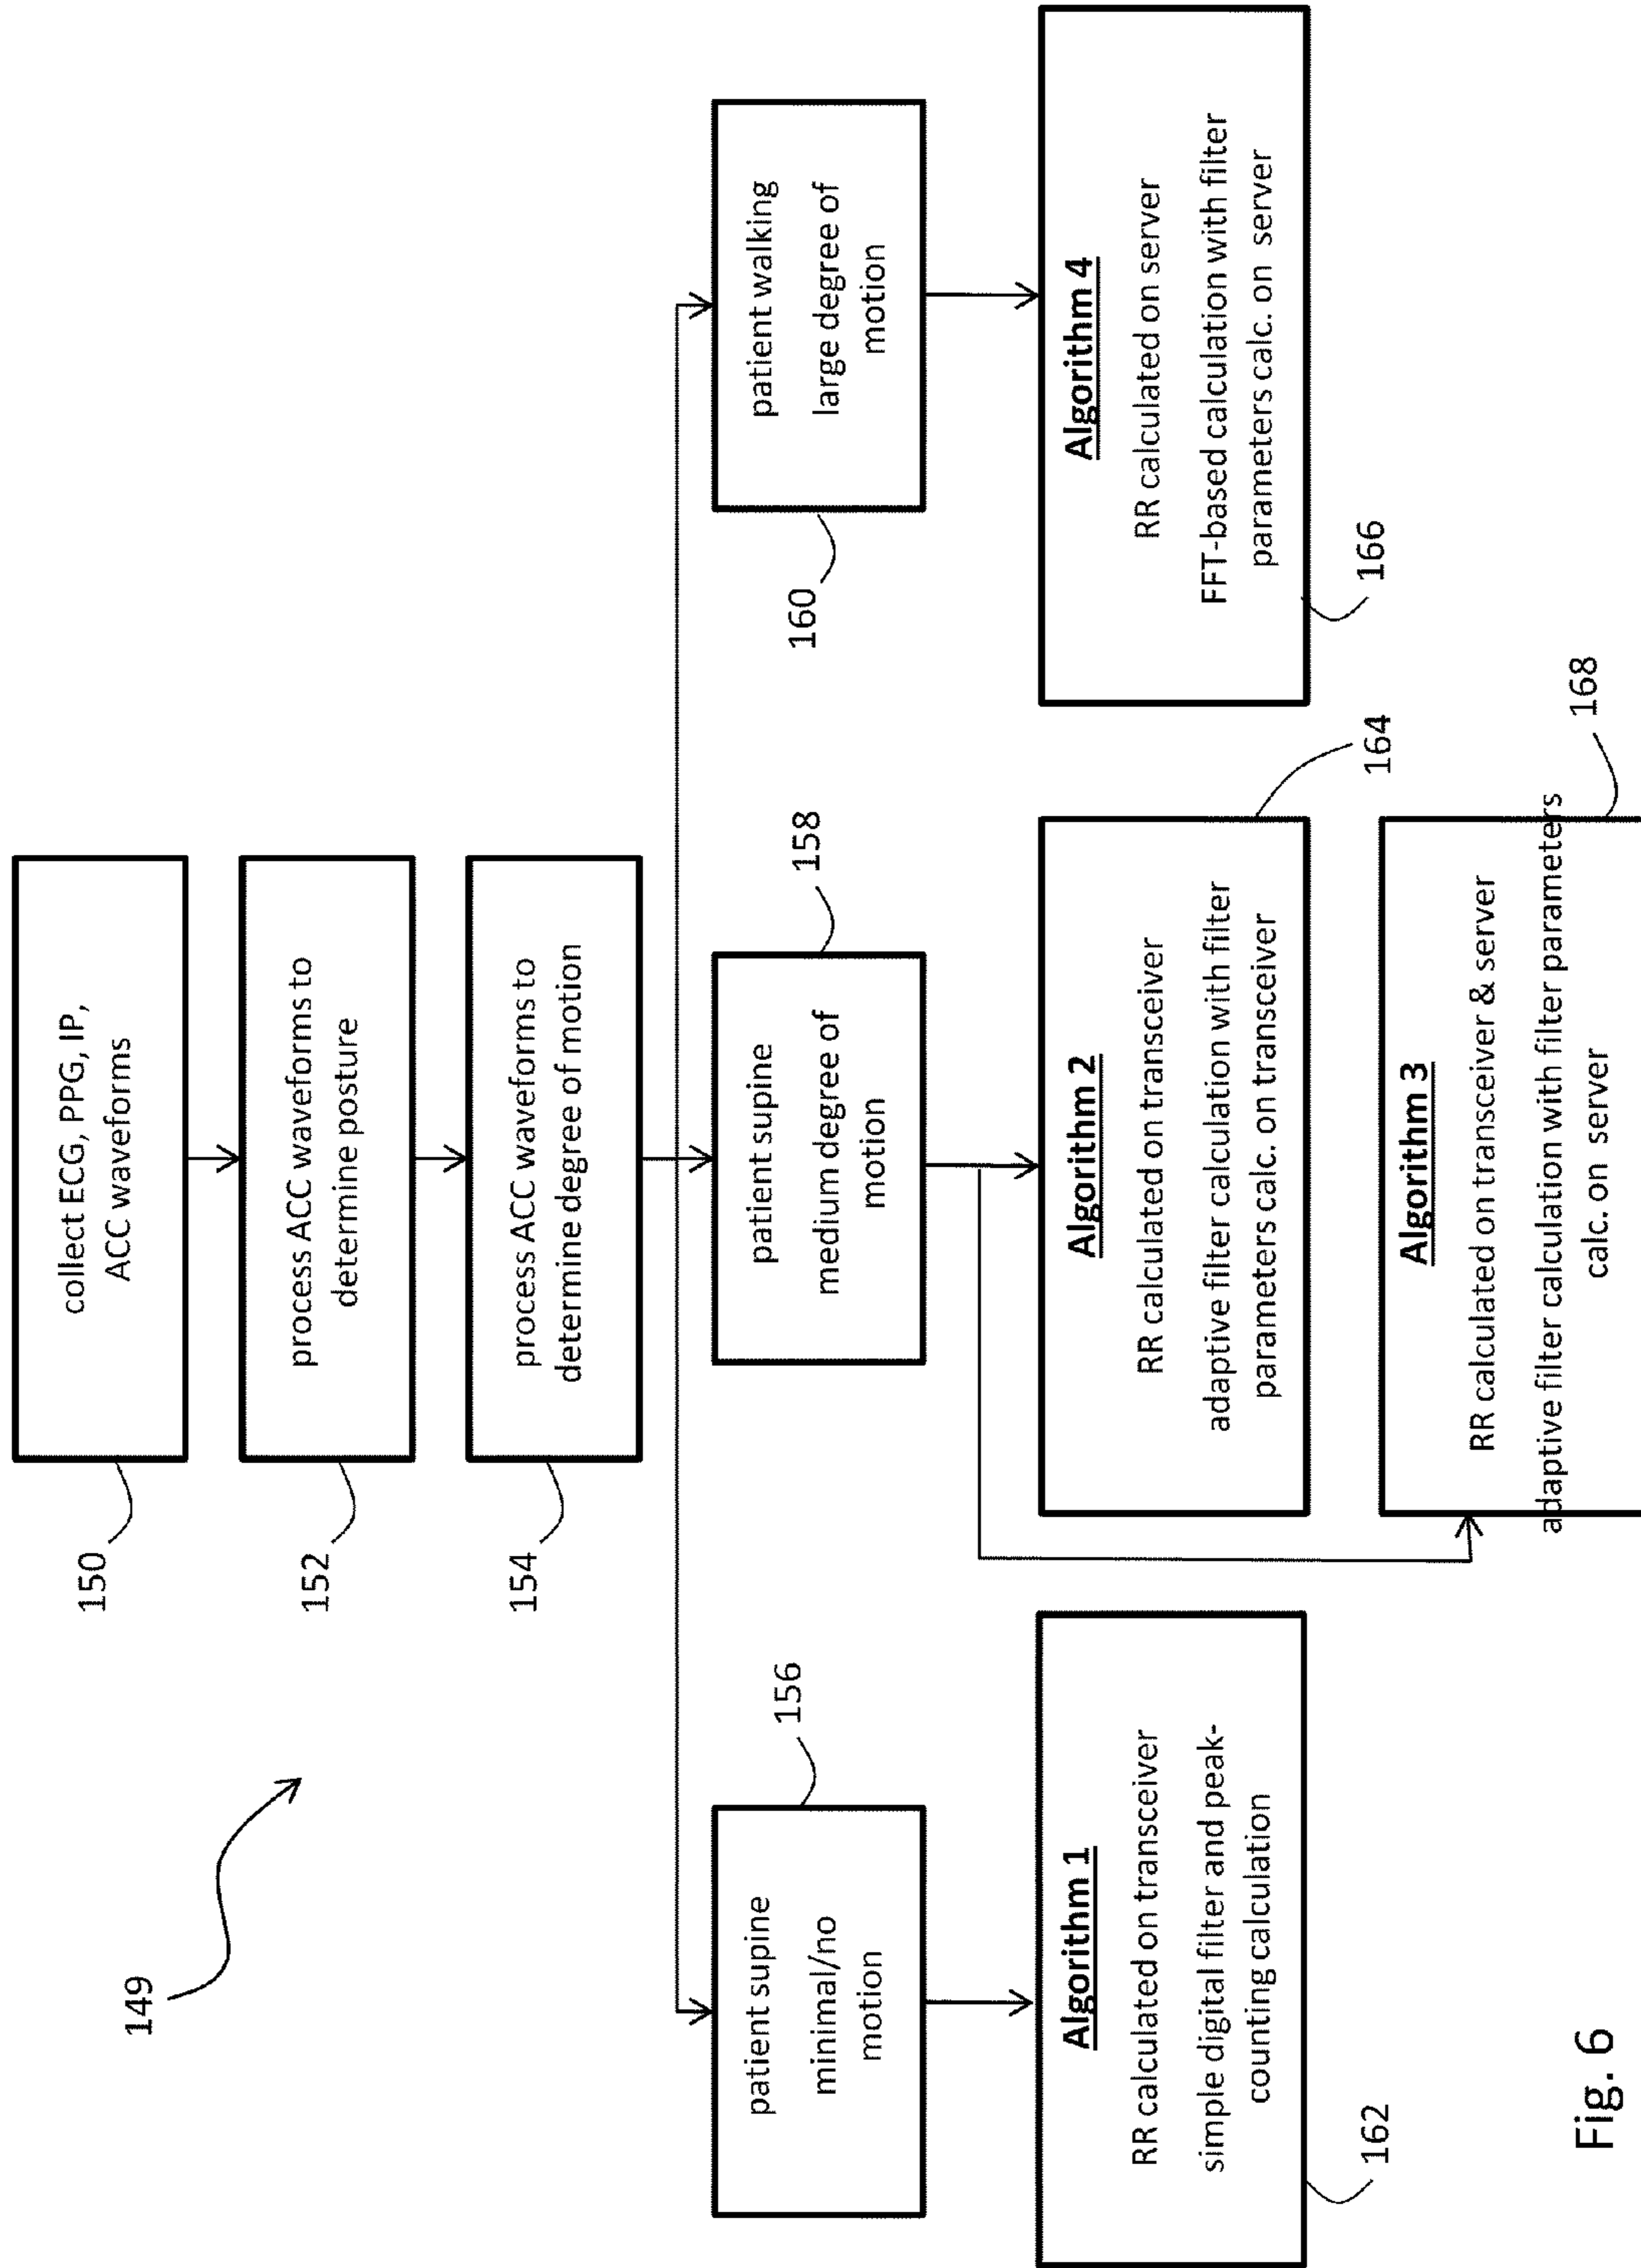 149
collect ECG, PPG, IP,
ACC waveforms
150
process ACC waveforms to
determine posture
152
process ACC waveforms to
determine degree of motion
154
patient supine
minimal/no
motion
156
patient supine
medium degree of
motion
158
patient walking
large degree of
motion
160
Algorithm 1
RR calculated on transceiver
simple digital filter and peak-
counting calculation
162
Algorithm 2
RR calculated on transceiver
adaptive filter calculation with filter
parameters calc. on transceiver
164
Algorithm 4
RR calculated on server
FFT-based calculation with filter
parameters calc. on  server
166
Algorithm 3
RR calculated on transceiver & server
adaptive filter calculation with filter parameters
calc. on  server
168
Fig. 6